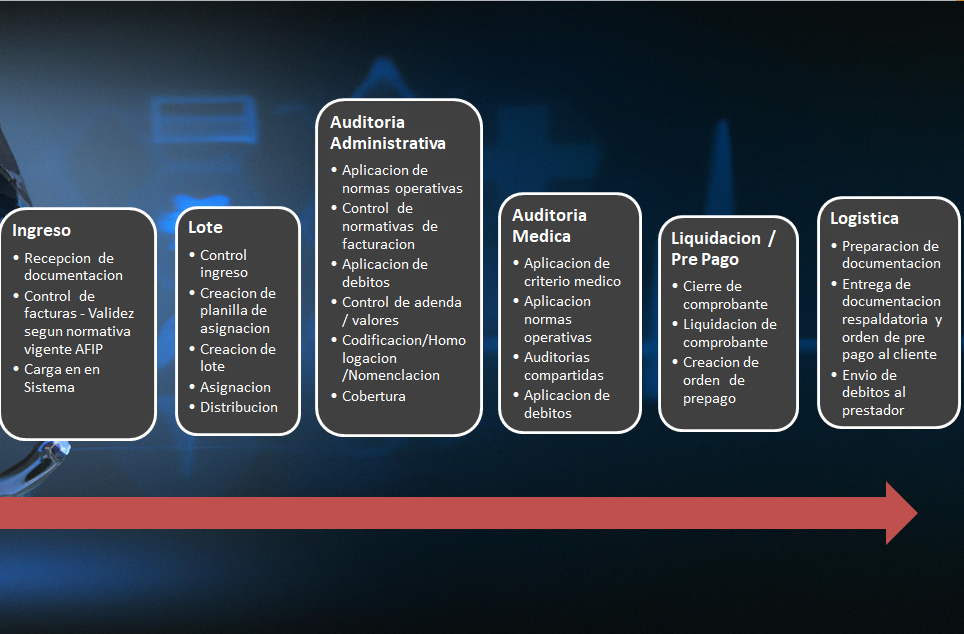 Ingreso
• Recepcion de
documentacion
• Control de
facturas - Validez
segun normativa
vigente AFIP
• Carga en en
Sistema
Lote
• Control
ingreso
• Creacion de
planilla de
asignacion
• Creacion de
lote
• Asignacion
• Distribucion
Auditoria
Administrativa
• Aplicacion de
normas operativas
• Control de
normativas de
facturacion
• Aplicacion de
debitos
• Control de adenda
/ valores
• Codificacion/Homo
logacion
/Nomenclacion
• Cobertura
Auditoria
Medica
• Aplicacion de
criterio medico
• Aplicacion
normas
operativas
• Auditorias
compartidas
• Aplicacion de
debitos
Liquidacion /
Pre Pago
• Cierre de
comprobante
• Liquidacion de
comprobante
• Creacion de
orden de
prepago
Logistica
• Preparacion de
documentacion
• Entrega de
documentacion
respaldatoria y
orden de pre
pago al cliente
• Envio de
debitos al
prestador